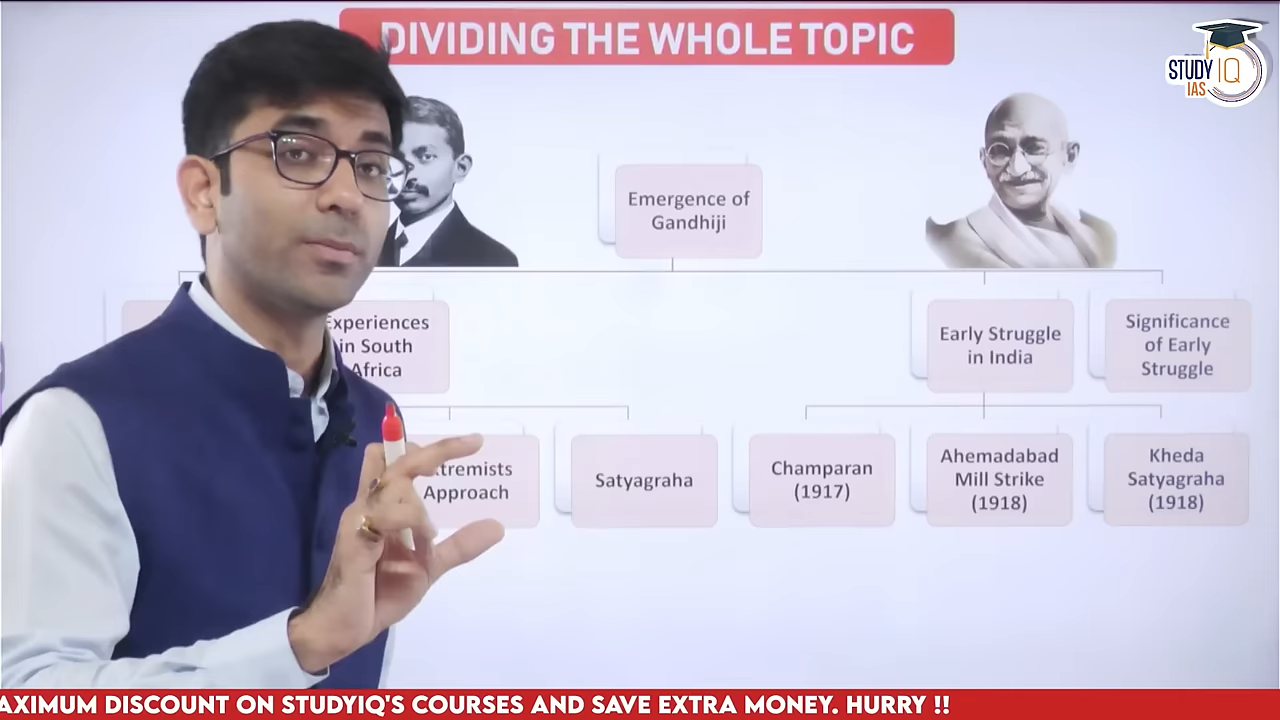 DIVIDING THE WHOLE TOPIC
STUDY IQ
IAS
Emergence of
Gandhiji
Experiences
in South
Africa
Early Struggle
in India
Significance
of Early
Struggle
Approach
Satyagraha
Champaran
(1917)
Ahemadabad
Mill Strike
(1918)
Kheda
Satyagraha
(1918)
AXIMUM DISCOUNT ON STUDYIQ'S COURSES AND SAVE EXTRA MONEY. HURRY !!